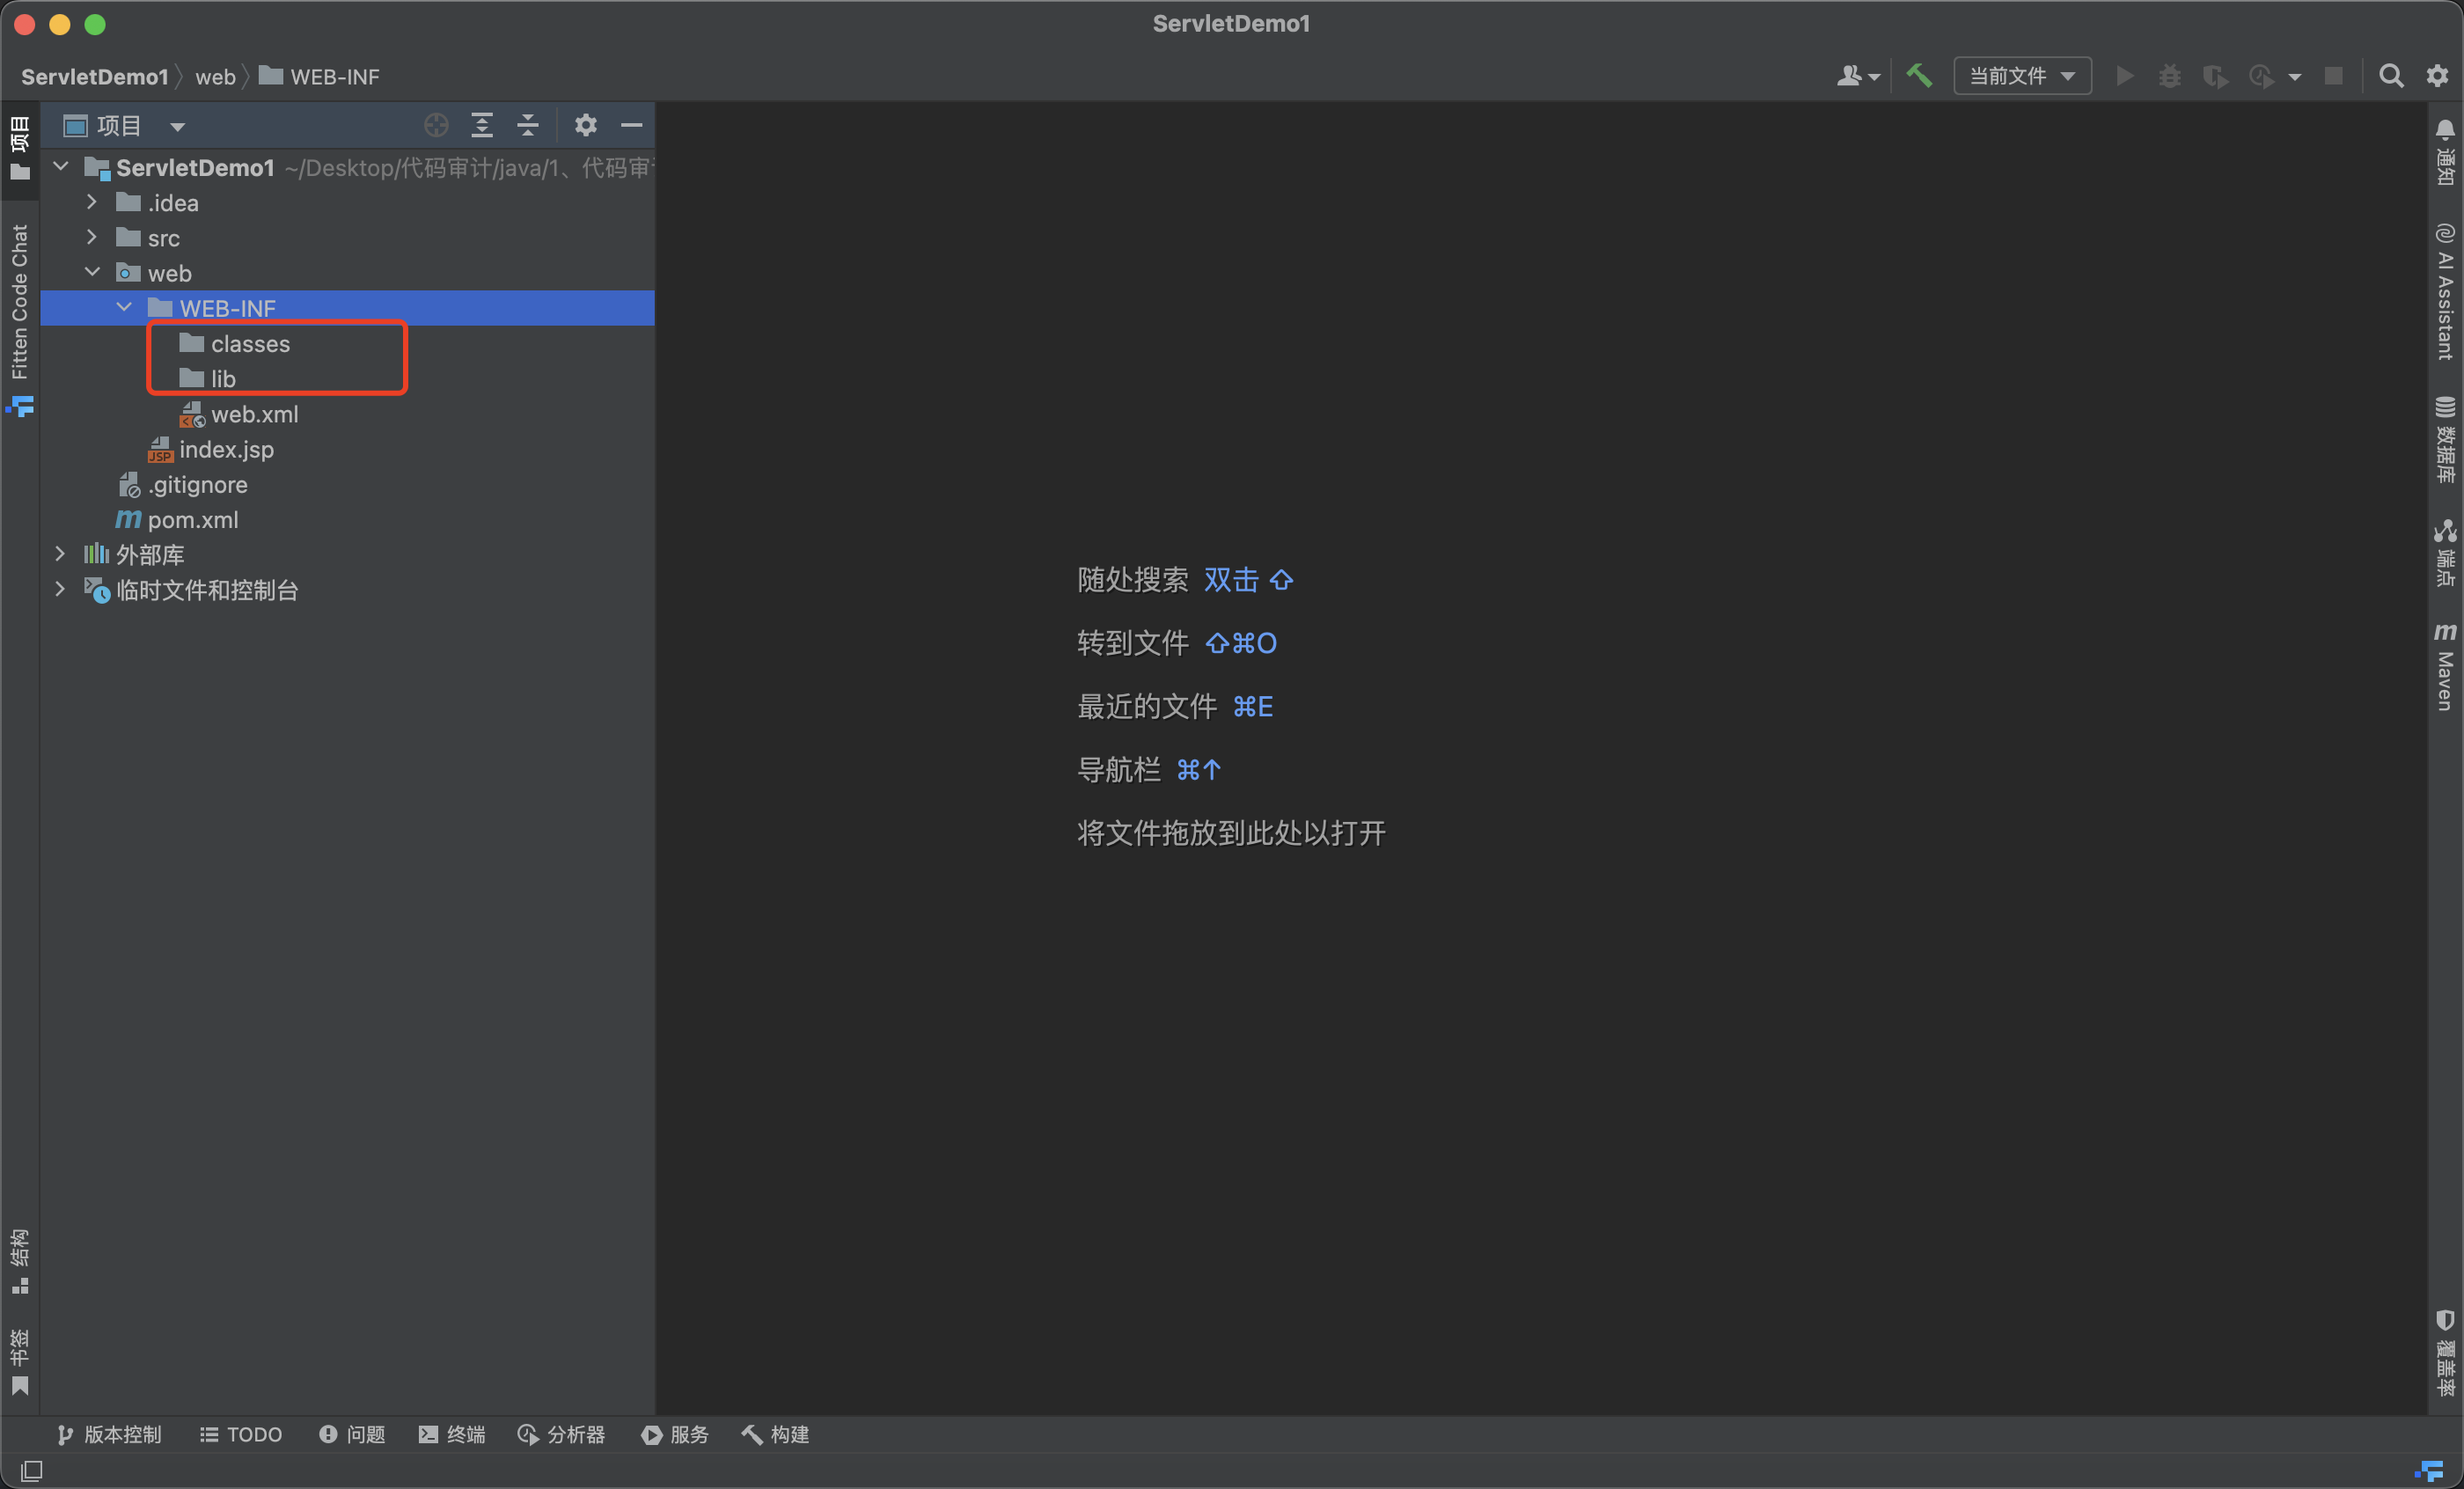 ServletDemo1
ServletDemo1 web WEB-INF
当前文件
项目
ServletDemo1 ~/Desktop/代码审计/java/1、代码审
.idea
src
web
WEB-INF
classes
lib
web.xml
index.jsp
.gitignore
pom.xml
外部库
临时文件和控制台
项目
Fitten Code Chat
结构
书签
随处搜索 双击 ⇧
转到文件 ⇧⌘O
最近的文件 ⌘E
导航栏 ⌘↑
将文件拖放到此处以打开
通知
AI Assistant
数据库
端点
m Maven
覆盖率
版本控制 TODO 问题 终端 分析器 服务 构建